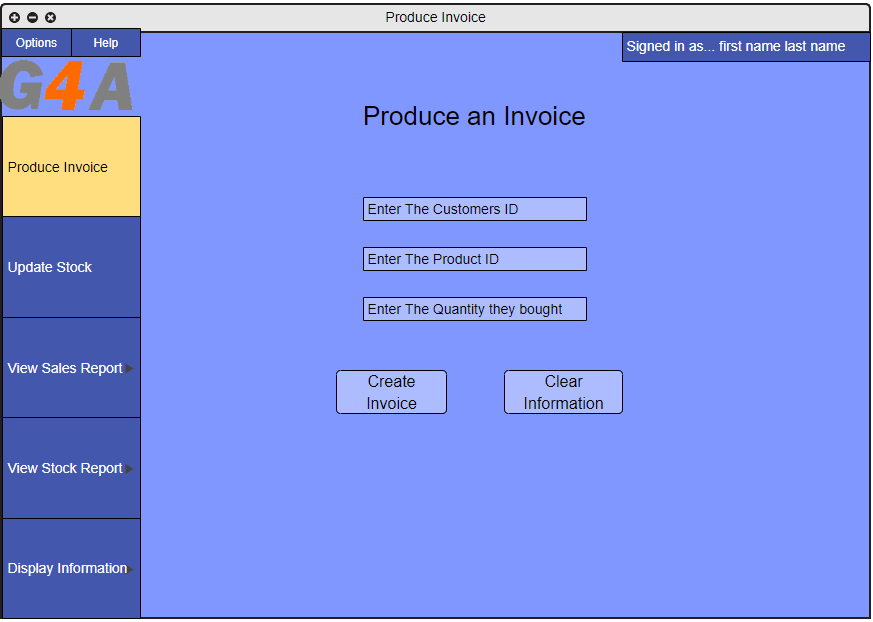 Produce Invoice
Options Help
Signed in as... first name last name
G4A
Produce an Invoice
Produce Invoice
Enter The Customers ID
Enter The Product ID
Update Stock
Enter The Quantity they bought
View Sales Report
Create
Invoice
Clear
Information
View Stock Report
Display Information